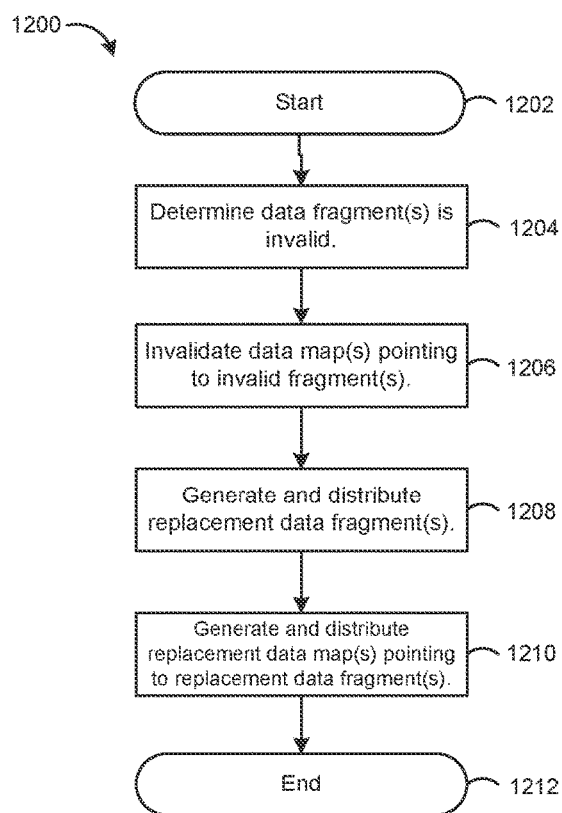 1200
Start
1202
Determine data fragment(s) is
invalid.
1204
Invalidate data map(s) pointing
to invalid fragment(s).
1206
Generate and distribute
replacement data fragment(s).
1208
Generate and distribute
replacement data map(s) pointing
to replacement data fragment(s).
1210
End
1212